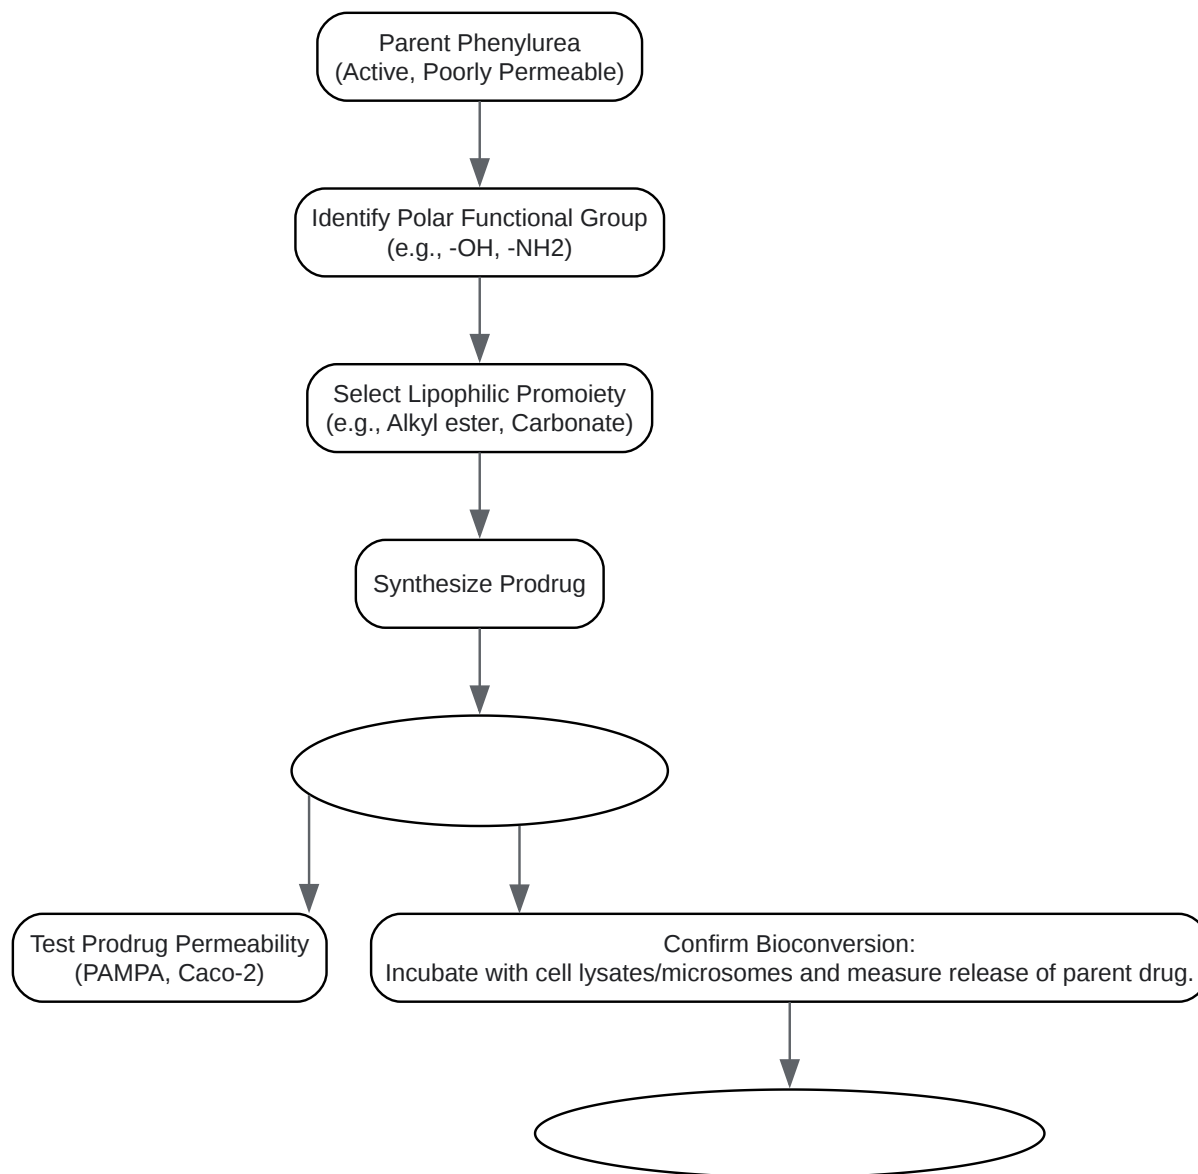 Parent Phenylurea
(Active, Poorly Permeable)
Identify Polar Functional Group
(e.g., -OH, -NH2)
Select Lipophilic Promoiety
(e.g., Alkyl ester, Carbonate)
Synthesize Prodrug
Test Prodrug Permeability
(PAMPA, Caco-2)
Confirm Bioconversion:
Incubate with cell lysates/microsomes and measure release of parent drug.